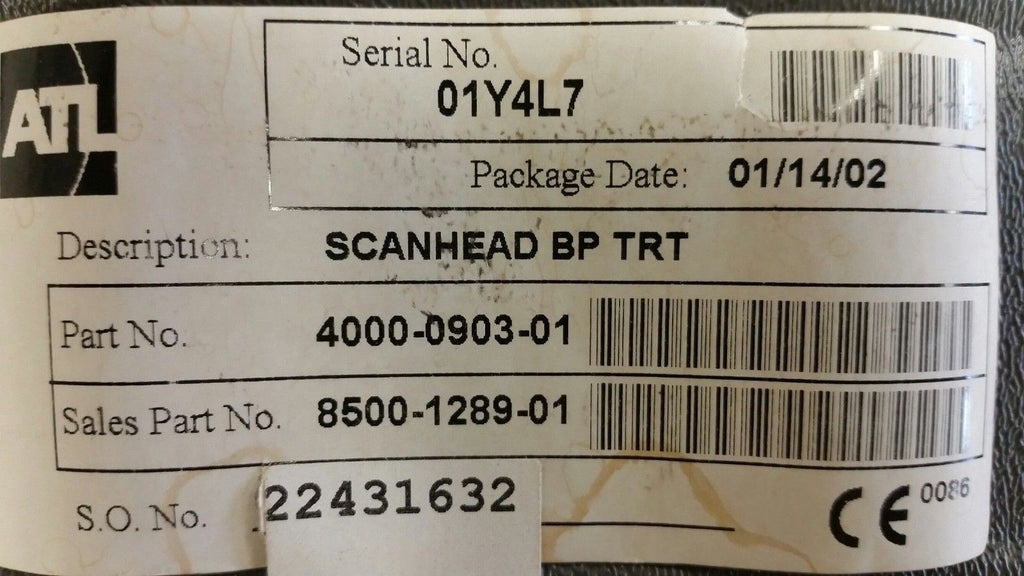 ATL
Serial No.
01Y4L7
Package Date: 01/14/02
Description: SCANHEAD BP TRT
Part No. 4000-0903-01
Sales Part No. 8500-1289-01
S.O. No. 22431632
CE 0086